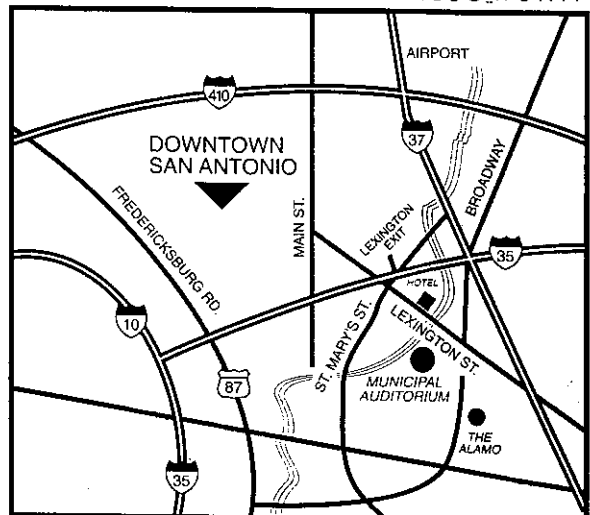 AIRPORT
410
37
DOWNTOWN
SAN ANTONIO
BROADWAY
FREDERICKSBURG RD.
MAIN ST.
LEXINGTON
EXIT
35
HOTEL
10
ST. MARY'S ST.
LEXINGTON ST.
87
MUNICIPAL
AUDITORIUM
THE
ALAMO
35